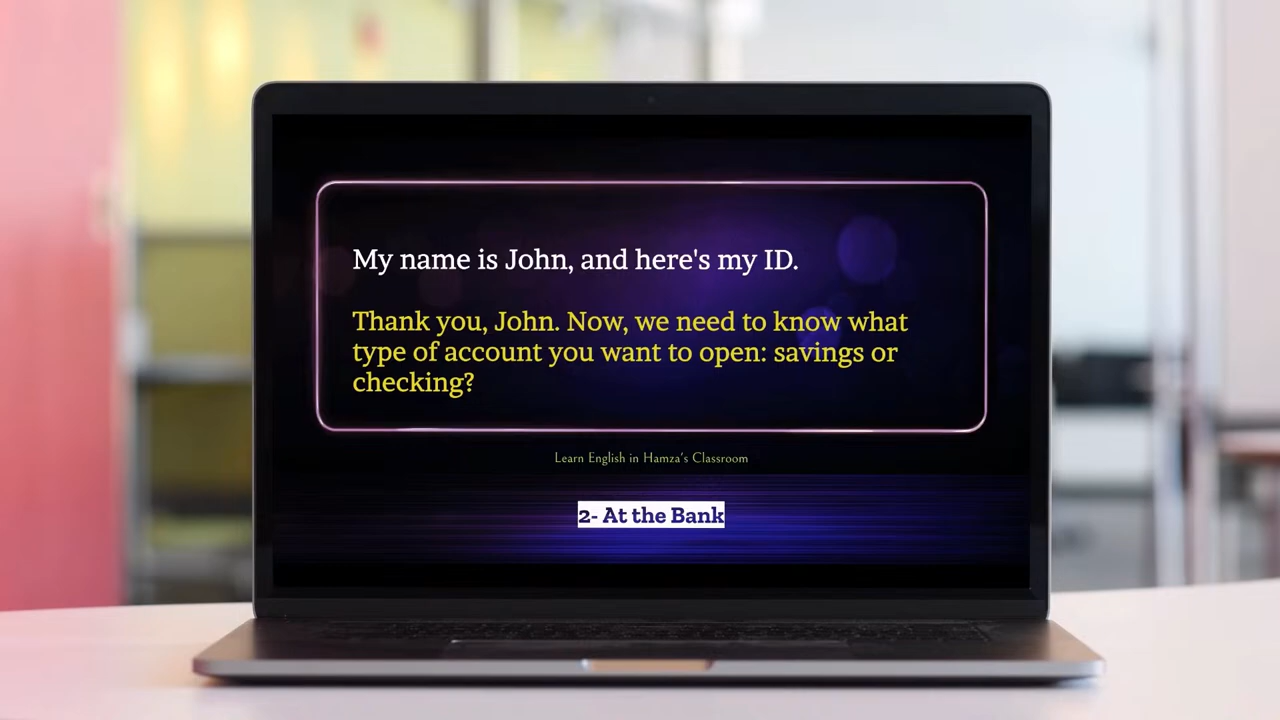 My name is John, and here's my ID.
Thank you, John. Now, we need to know what
type of account you want to open: savings or
checking?
Learn English in Hamza's Classroom
2- At the Bank